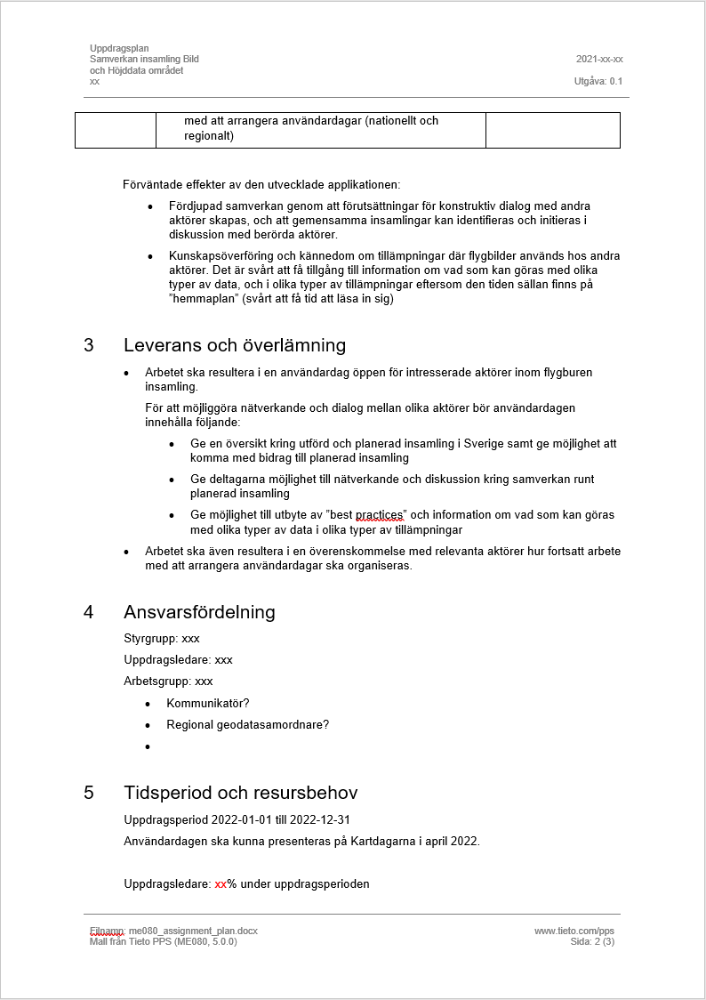 Uppdragsplan
Samverkan insamling Bild
och Höjddata området
xx
2021-xx-xx
Utgåva: 0.1
med att arrangera användardagar (nationellt och
regionalt)
Förväntade effekter av den utvecklade applikationen:
• Fördjupad samverkan genom att förutsättningar för konstruktiv dialog med andra
aktörer skapas, och att gemensamma insamlingar kan identifieras och initieras i
diskussion med berörda aktörer.
• Kunskapsöverföring och kännedom om tillämpningar där flygbilder används hos andra
aktörer. Det är svårt att få tillgång till information om vad som kan göras med olika
typer av data, och i olika typer av tillämpningar eftersom den tiden sällan finns på
”hemmaplan” (svårt att få tid att läsa in sig)
3 Leverans och överlämning
• Arbetet ska resultera i en användardag öppen för intresserade aktörer inom flygburen
insamling.
För att möjliggöra nätverkande och dialog mellan olika aktörer bör användardagen
innehålla följande:
• Ge en översikt kring utförd och planerad insamling i Sverige samt ge möjlighet att
komma med bidrag till planerad insamling
• Ge deltagarna möjlighet till nätverkande och diskussion kring samverkan runt
planerad insamling
• Ge möjlighet till utbyte av ”best practices” och information om vad som kan göras
med olika typer av data i olika typer av tillämpningar
• Arbetet ska även resultera i en överenskommelse med relevanta aktörer hur fortsatt arbete
med att arrangera användardagar ska organiseras.
4 Ansvarsfördelning
Styrgrupp: xxx
Uppdragsledare: xxx
Arbetsgrupp: xxx
• Kommunikatör?
• Regional geodatasamordnare?
•
5 Tidsperiod och resursbehov
Uppdragsperiod 2022-01-01 till 2022-12-31
Användardagen ska kunna presenteras på Kartdagarna i april 2022.
Uppdragsledare: xx% under uppdragsperioden
Filnamn: me080_assignment_plan.docx
Mall från Tieto PPS (ME080, 5.0.0)
www.tieto.com/pps
Sida: 2 (3)